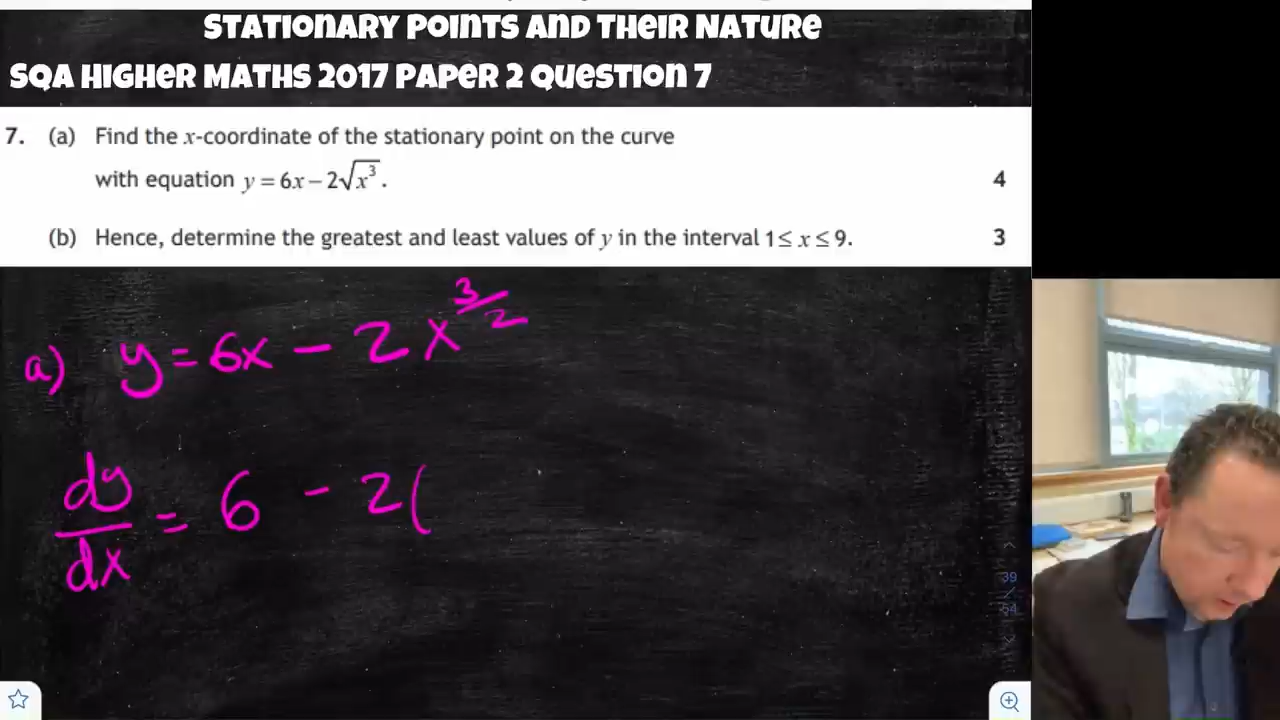 STATIONARY POINTS AND THEIR NATURE
SQA HIGHER MATHS 2017 PAPER 2 QUESTION 7
7. (a) Find the x-coordinate of the stationary point on the curve
with equation y = 6x − 2√x³. 4
(b) Hence, determine the greatest and least values of y in the interval 1 ≤ x ≤ 9. 3
a) y = 6x − 2x^(3/2)
dy/dx = 6 − 2(
39
/
54